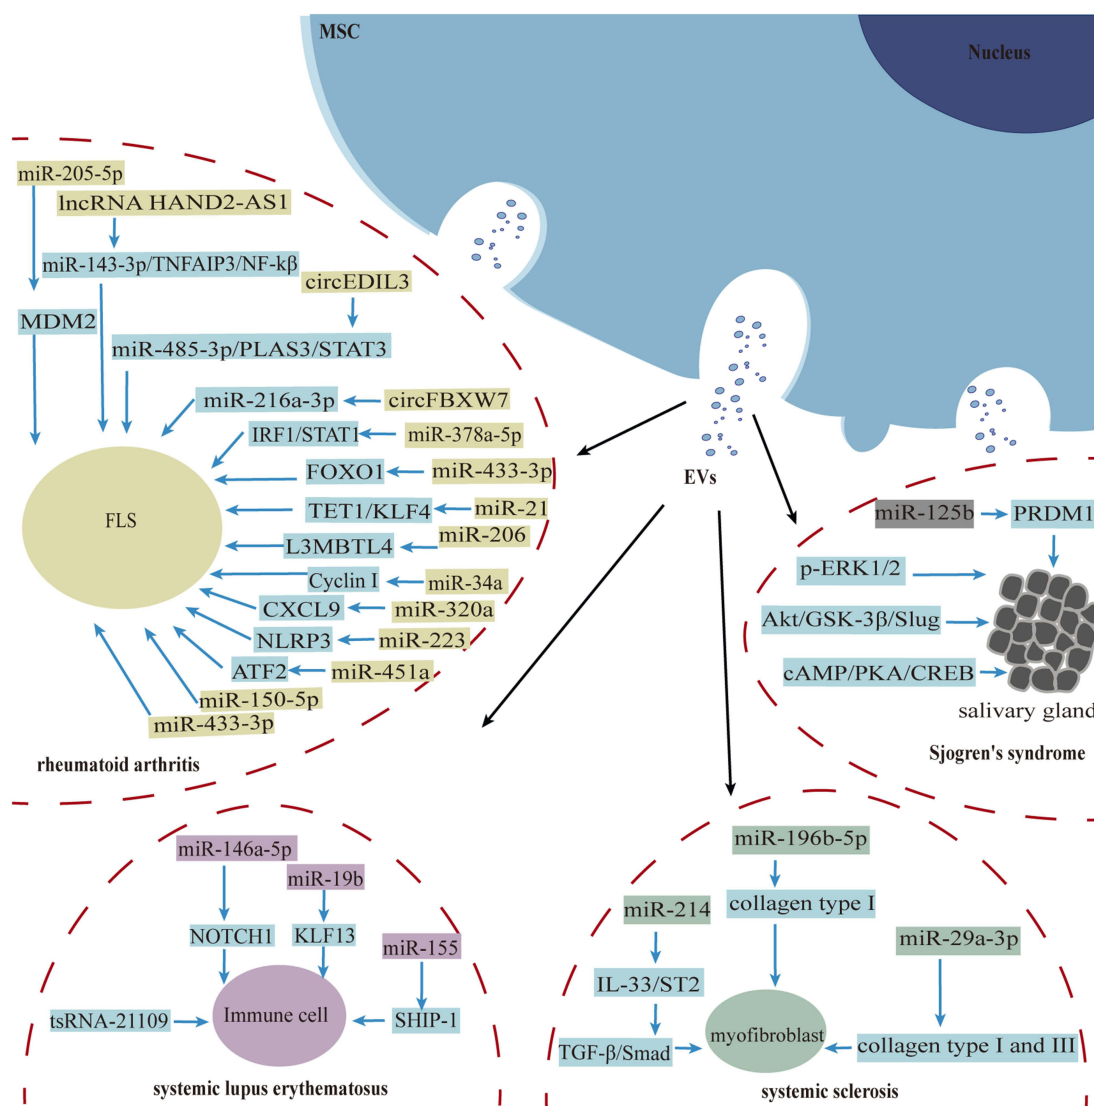 MSC
Nucleus
miR-205-5p
lncRNA HAND2-AS1
miR-143-3p/TNFAIP3/NF-kβ
circEDIL3
MDM2
miR-485-3p/PLAS3/STAT3
miR-216a-3p
circFBXW7
IRF1/STAT1
miR-378a-5p
FOXO1
miR-433-3p
TET1/KLF4
miR-21
L3MBTL4
miR-206
Cyclin I
miR-34a
CXCL9
miR-320a
NLRP3
miR-223
ATF2
miR-451a
miR-150-5p
miR-433-3p
FLS
rheumatoid arthritis
EVs
miR-125b
PRDM1
p-ERK1/2
Akt/GSK-3β/Slug
cAMP/PKA/CREB
salivary gland
Sjogren's syndrome
miR-146a-5p
miR-19b
NOTCH1
KLF13
miR-155
tsRNA-21109
Immune cell
SHIP-1
systemic lupus erythematosus
miR-196b-5p
miR-214
collagen type I
miR-29a-3p
IL-33/ST2
TGF-β/Smad
myofibroblast
collagen type I and III
systemic sclerosis